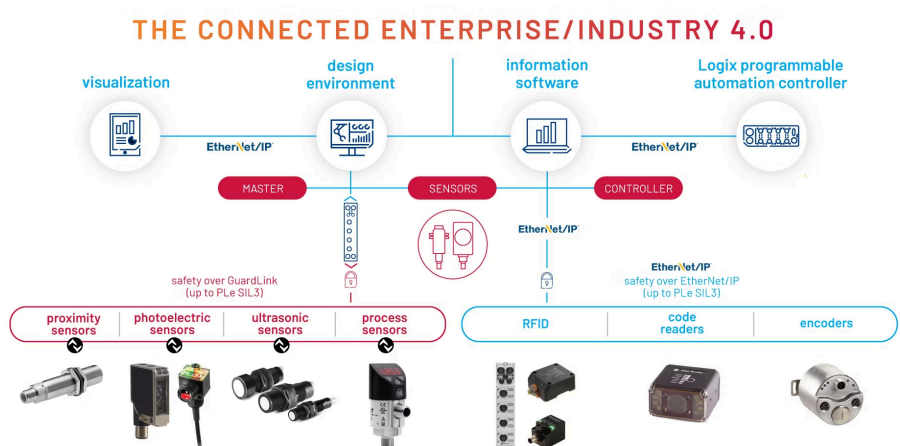 THE CONNECTED ENTERPRISE/INDUSTRY 4.0
visualization
design
environment
information
software
Logix programmable
automation controller
EtherNet/IP
EtherNet/IP
MASTER
SENSORS
CONTROLLER
EtherNet/IP
safety over GuardLink
(up to PLe SIL3)
EtherNet/IP
safety over EtherNet/IP
(up to PLe SIL3)
proximity
sensors
photoelectric
sensors
ultrasonic
sensors
process
sensors
RFID
code
readers
encoders